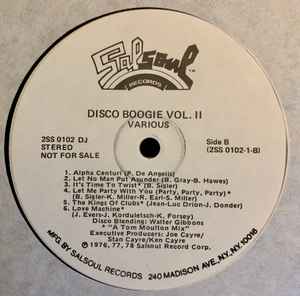 Salsoul
RECORDS
DISCO BOOGIE VOL. II
VARIOUS
2SS 0102 DJ
STEREO
NOT FOR SALE
Side B
(2SS 0102-1-B)
1. Alpha Centuri (P. De Angelis)
2. Let No Man Put Asunder (B. Gray-B. Hawes)
3. It's Time To Twist* (B. Sigler)
4. Let Me Party With You (Party, Party, Party)*
(B. Sigler-K. Miller-R. Earl-S. Miller)
5. The Kings Of Clubs* (Jean-Luc Drion-J. Donder)
6. Love Machine*
(J. Evers-J. Korduletsch-K. Forsey)
Disco Blending: Walter Gibbons
*"A Tom Moulton Mix"
Executive Producers: Joe Cayre/
Stan Cayre/Ken Cayre
© 1976, 77, 78 Salsoul Record Corp.
MFG. BY SALSOUL RECORDS 240 MADISON AVE., NY, NY. 10016